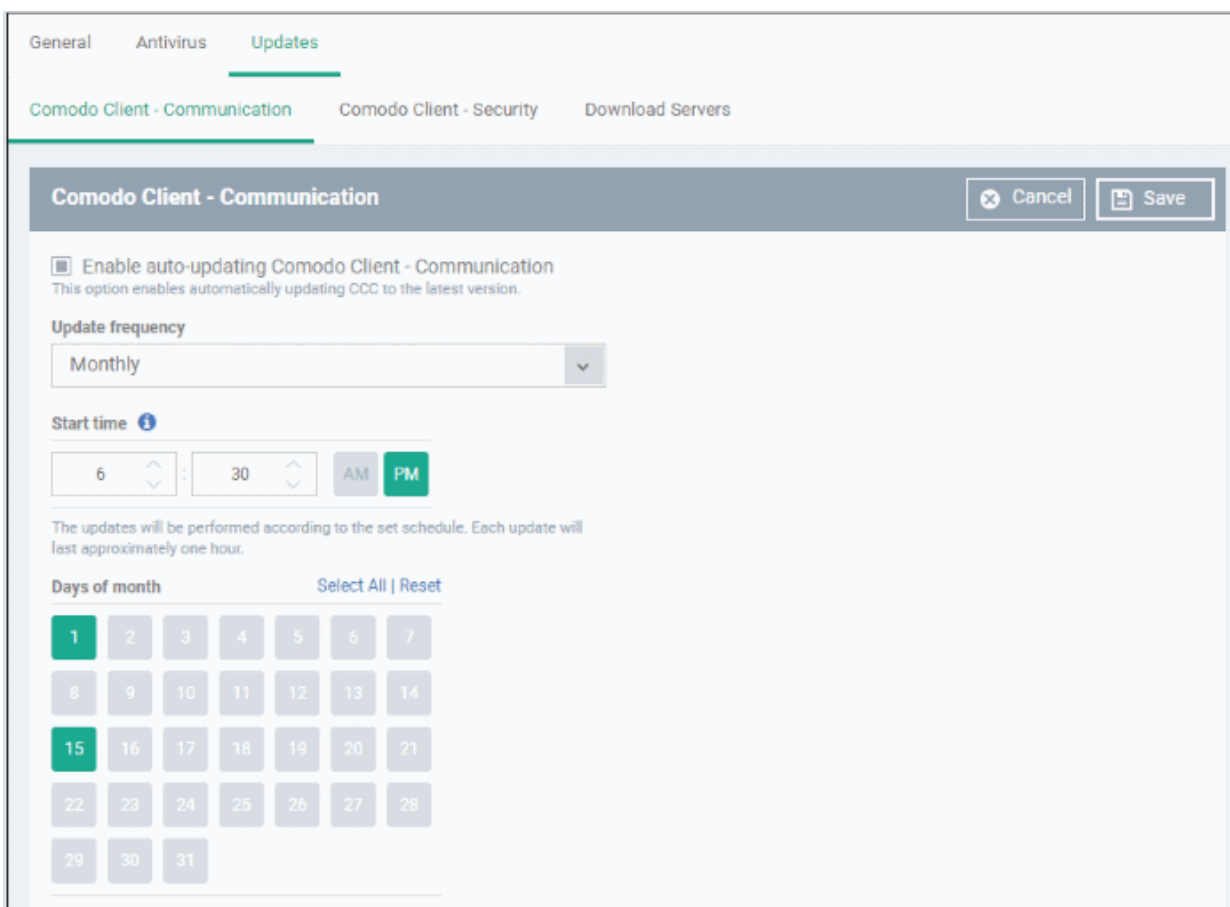 General Antivirus Updates
Comodo Client - Communication Comodo Client - Security Download Servers
Comodo Client - Communication Cancel Save
Enable auto-updating Comodo Client - Communication
This option enables automatically updating CCC to the latest version.
Update frequency
Monthly
Start time
6 : 30 AM PM
The updates will be performed according to the set schedule. Each update will
last approximately one hour.
Days of month Select All | Reset
1 2 3 4 5 6 7
8 9 10 11 12 13 14
15 16 17 18 19 20 21
22 23 24 25 26 27 28
29 30 31